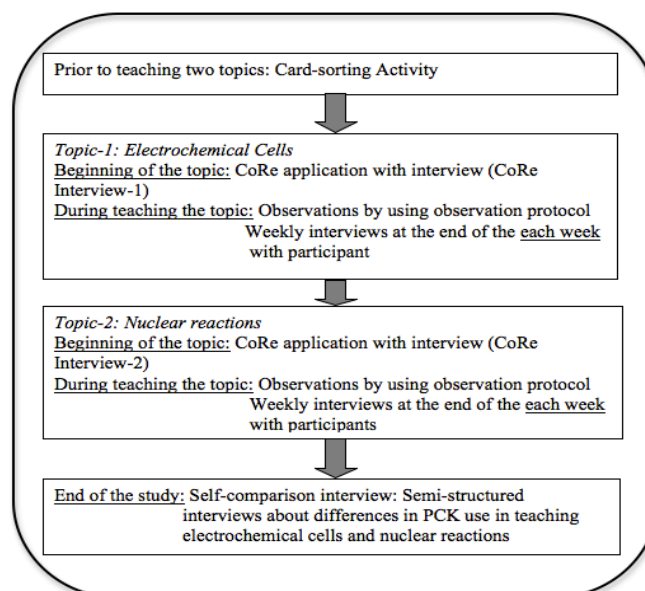 Prior to teaching two topics: Card-sorting Activity
Topic-1: Electrochemical Cells
Beginning of the topic: CoRe application with interview (CoRe
Interview-1)
During teaching the topic: Observations by using observation protocol
Weekly interviews at the end of the each week
with participant
Topic-2: Nuclear reactions
Beginning of the topic: CoRe application with interview (CoRe
Interview-2)
During teaching the topic: Observations by using observation protocol
Weekly interviews at the end of the each week
with participants
End of the study: Self-comparison interview: Semi-structured
interviews about differences in PCK use in teaching
electrochemical cells and nuclear reactions